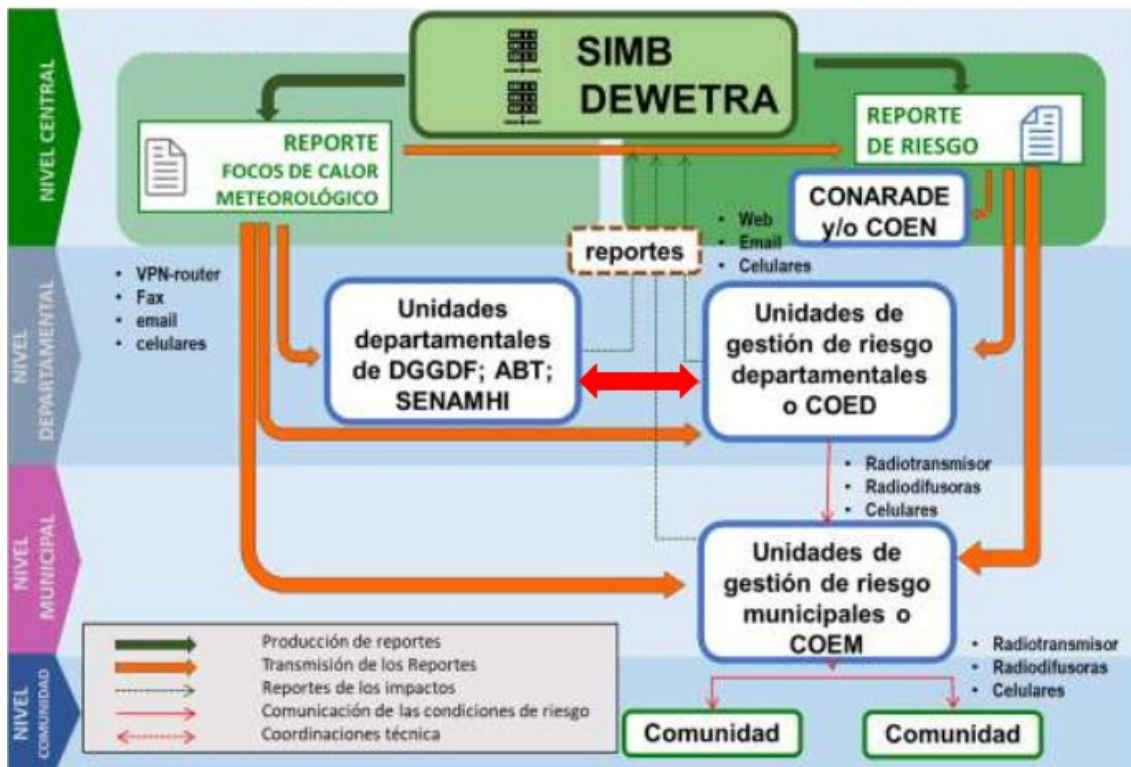 NIVEL CENTRAL
SIMB
DEWETRA
REPORTE
FOCOS DE CALOR
METEOROLÓGICO
REPORTE
DE RIESGO
CONARADE
y/o COEN
• Web
• Email
• Celulares
reportes
NIVEL
DEPARTAMENTAL
• VPN-router
• Fax
• email
• celulares
Unidades
departamentales
de DGGDF; ABT;
SENAMHI
Unidades de
gestión de riesgo
departamentales
o COED
• Radiotransmisor
• Radiodifusoras
• Celulares
NIVEL
MUNICIPAL
Unidades de
gestión de riesgo
municipales o
COEM
• Radiotransmisor
• Radiodifusoras
• Celulares
Producción de reportes
Transmisión de los Reportes
Reportes de los impactos
Comunicación de las condiciones de riesgo
Coordinaciones técnica
NIVEL
COMUNIDAD
Comunidad
Comunidad